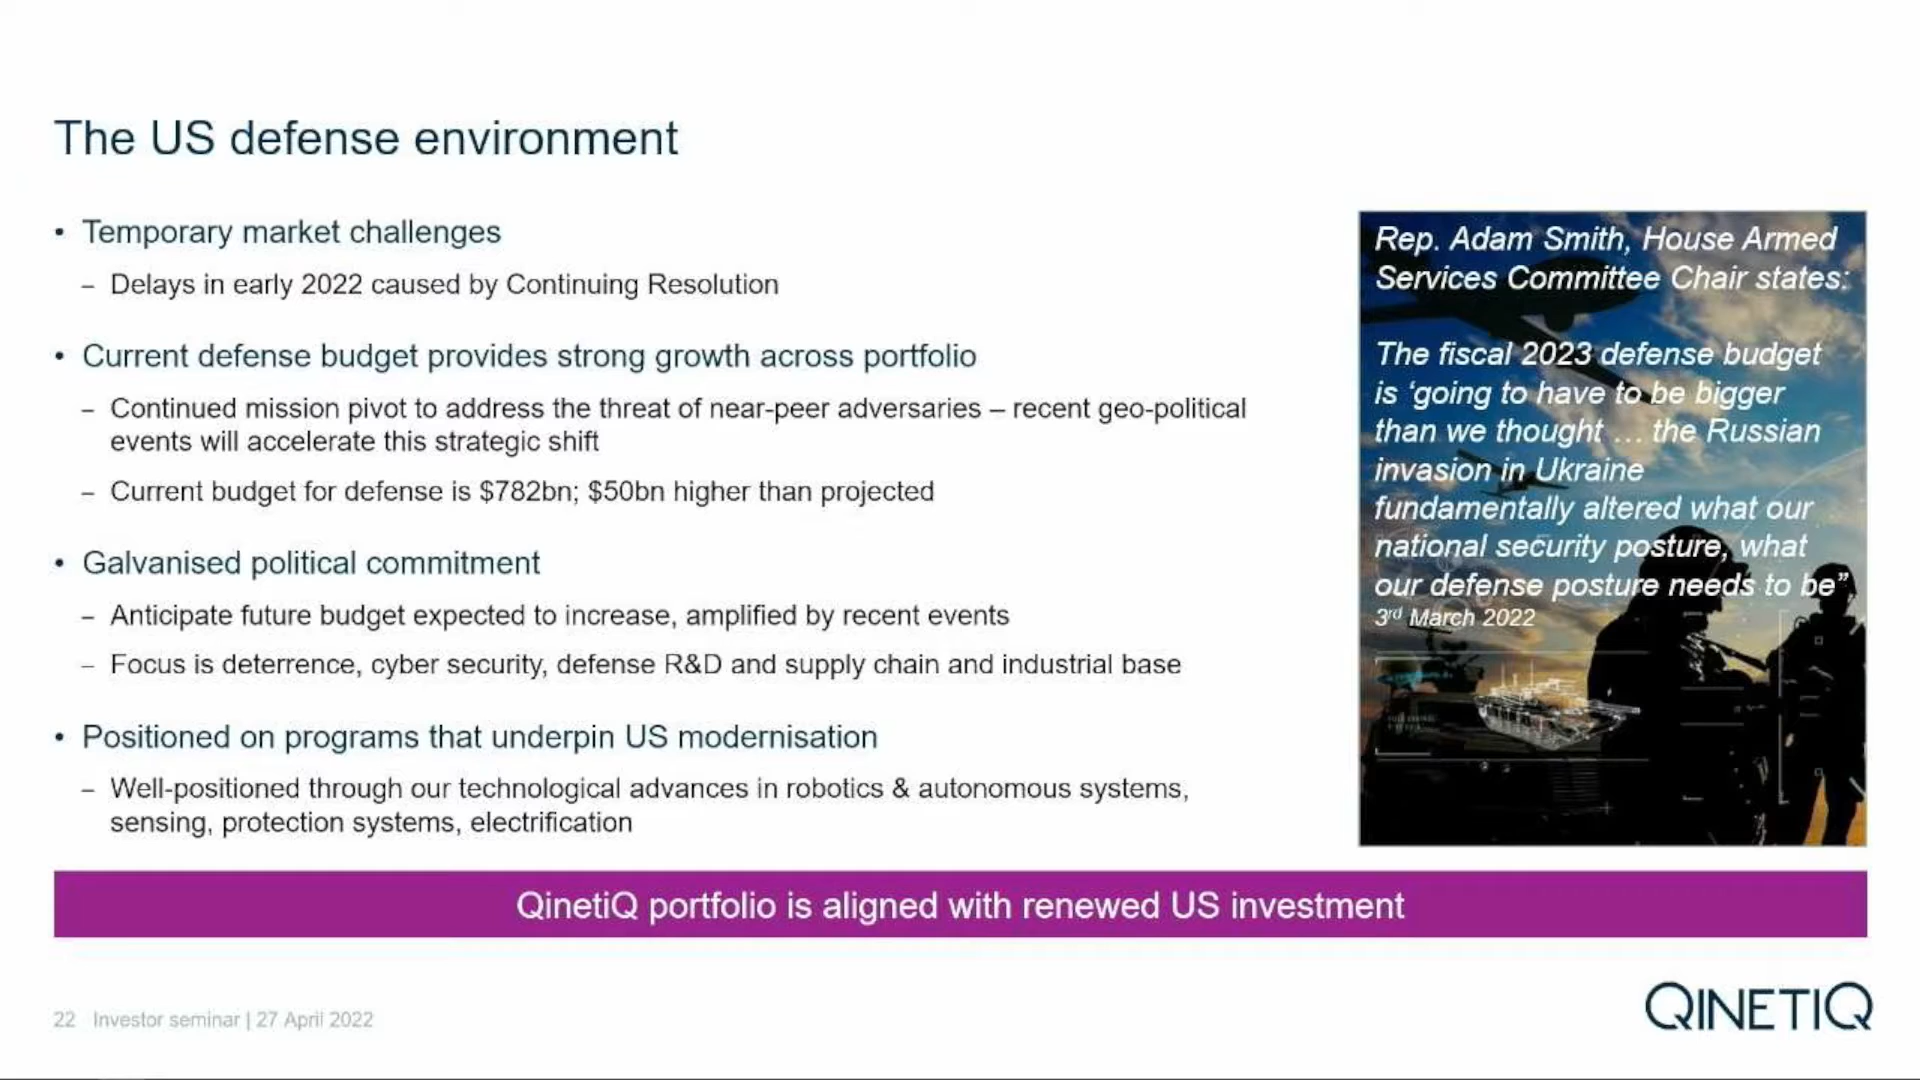 The US defense environment
• Temporary market challenges
– Delays in early 2022 caused by Continuing Resolution
• Current defense budget provides strong growth across portfolio
– Continued mission pivot to address the threat of near-peer adversaries – recent geo-political
events will accelerate this strategic shift
– Current budget for defense is $782bn; $50bn higher than projected
• Galvanised political commitment
– Anticipate future budget expected to increase, amplified by recent events
– Focus is deterrence, cyber security, defense R&D and supply chain and industrial base
• Positioned on programs that underpin US modernisation
– Well-positioned through our technological advances in robotics & autonomous systems,
sensing, protection systems, electrification
Rep. Adam Smith, House Armed
Services Committee Chair states:
The fiscal 2023 defense budget
is ‘going to have to be bigger
than we thought … the Russian
invasion in Ukraine
fundamentally altered what our
national security posture, what
our defense posture needs to be”
3rd March 2022
QinetiQ portfolio is aligned with renewed US investment
22 Investor seminar | 27 April 2022
QINETIQ